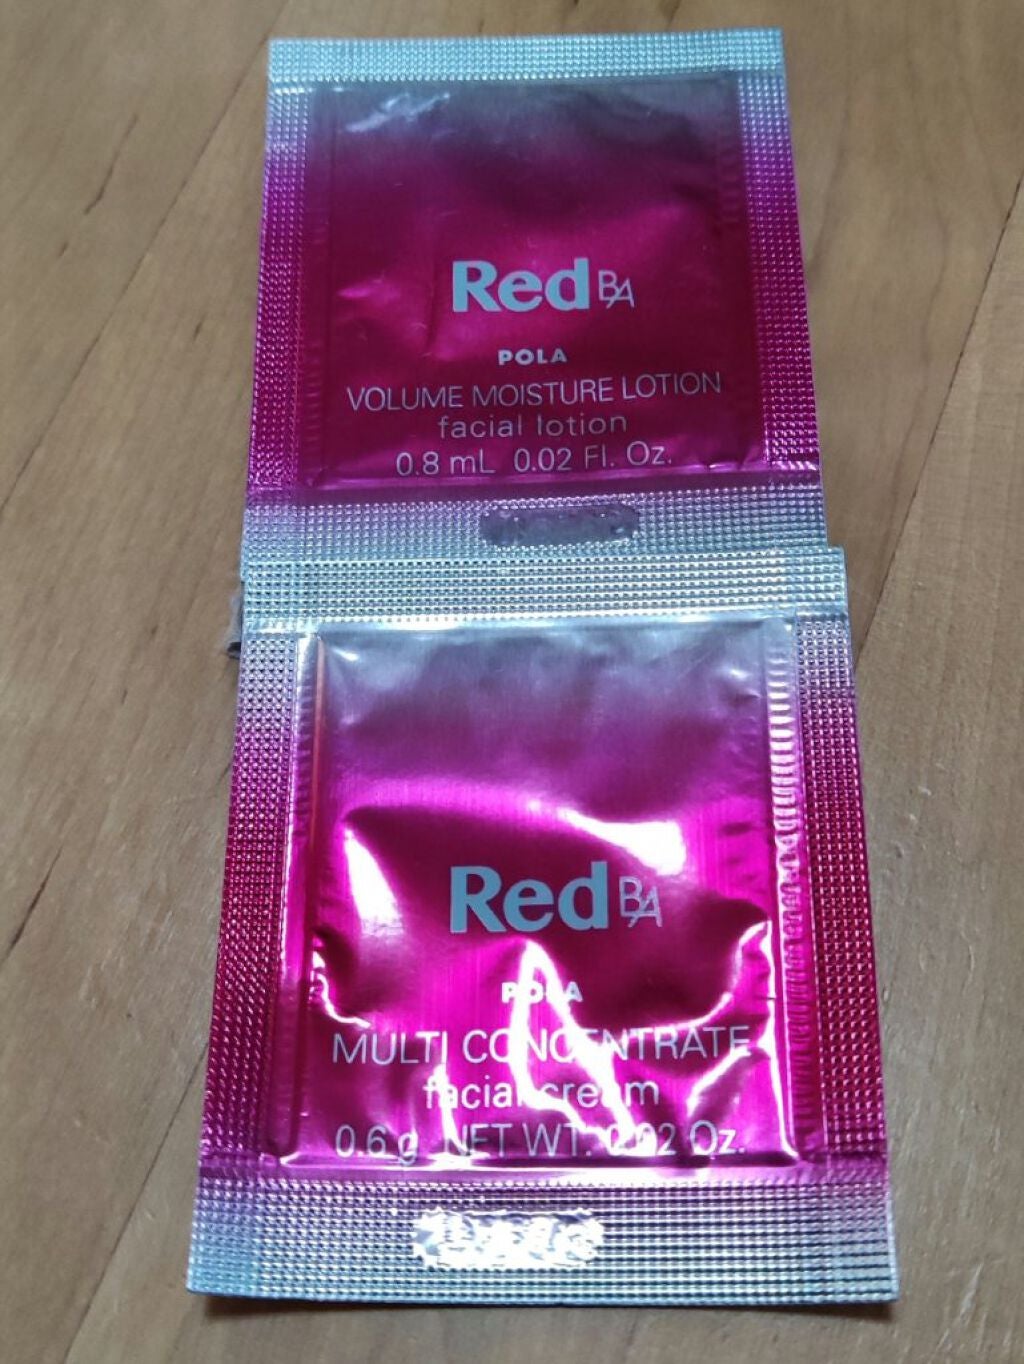 Red BA
POLA
VOLUME MOISTURE LOTION
facial lotion
0.8 mL 0.02 Fl. Oz.
Red BA
POLA
MULTI CONCENTRATE
facial cream
0.6 g NET WT. 0.02 Oz.